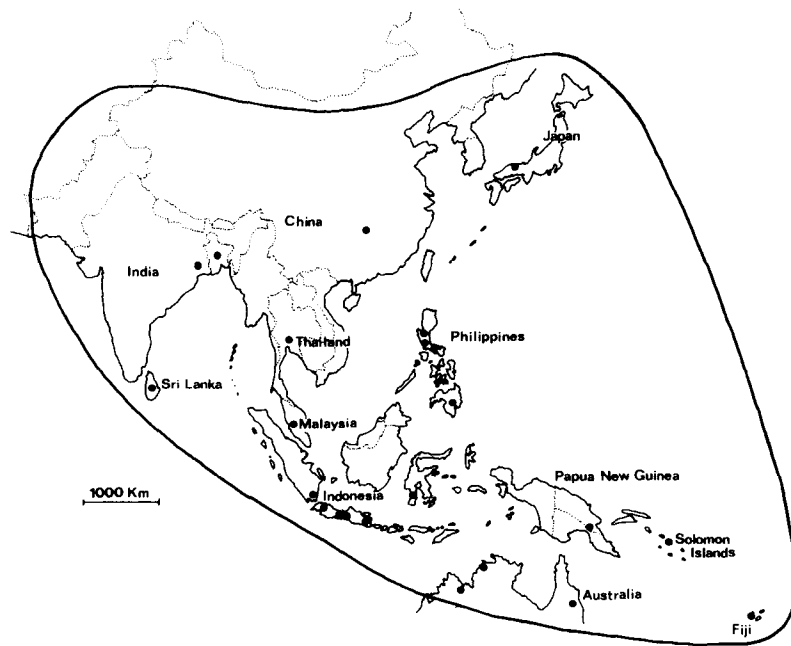 Japan
China
India
Philippines
Thailand
Sri Lanka
Malaysia
Papua New Guinea
1000 Km
Indonesia
Solomon
Islands
Australia
Fiji